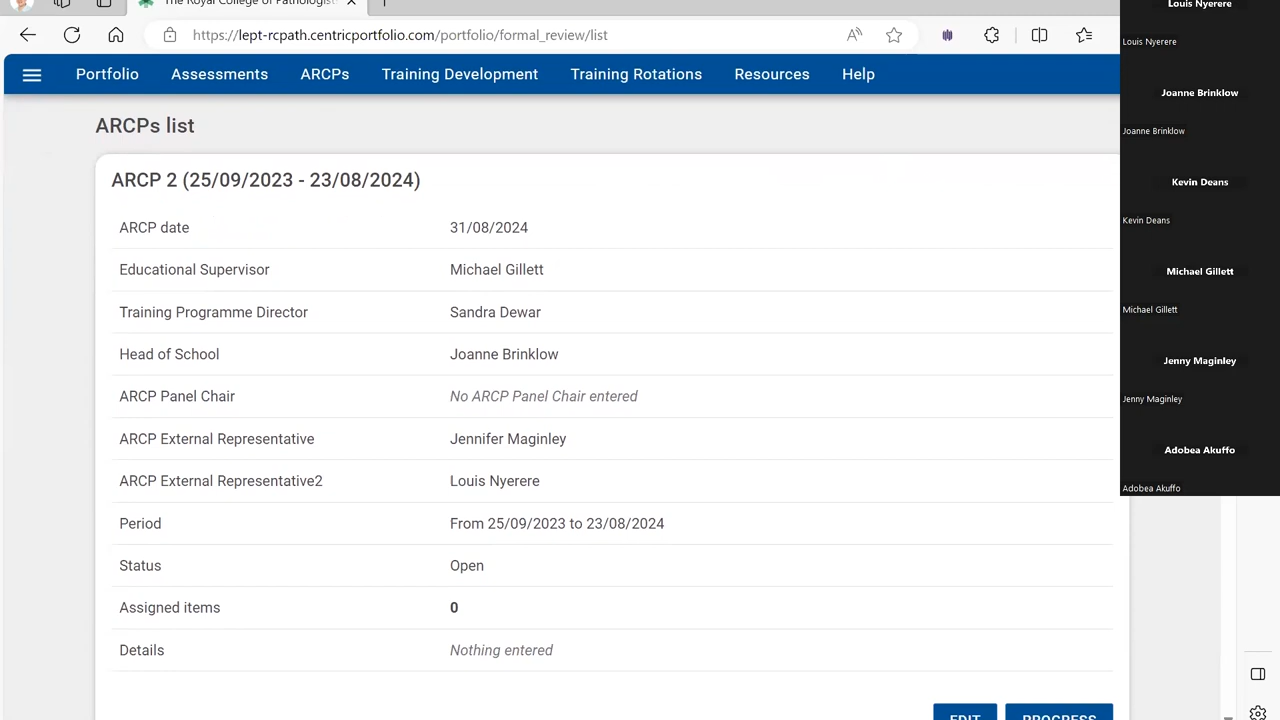 The Royal College of Pathologist
https://lept-rcpath.centricportfolio.com/portfolio/formal_review/list
Portfolio Assessments ARCPs Training Development Training Rotations Resources Help
ARCPs list
ARCP 2 (25/09/2023 - 23/08/2024)
ARCP date 31/08/2024
Educational Supervisor Michael Gillett
Training Programme Director Sandra Dewar
Head of School Joanne Brinklow
ARCP Panel Chair No ARCP Panel Chair entered
ARCP External Representative Jennifer Maginley
ARCP External Representative2 Louis Nyerere
Period From 25/09/2023 to 23/08/2024
Status Open
Assigned items 0
Details Nothing entered
EDIT PROGRESS
Louis Nyerere
Louis Nyerere
Joanne Brinklow
Joanne Brinklow
Kevin Deans
Kevin Deans
Michael Gillett
Michael Gillett
Jenny Maginley
Jenny Maginley
Adobea Akuffo
Adobea Akuffo